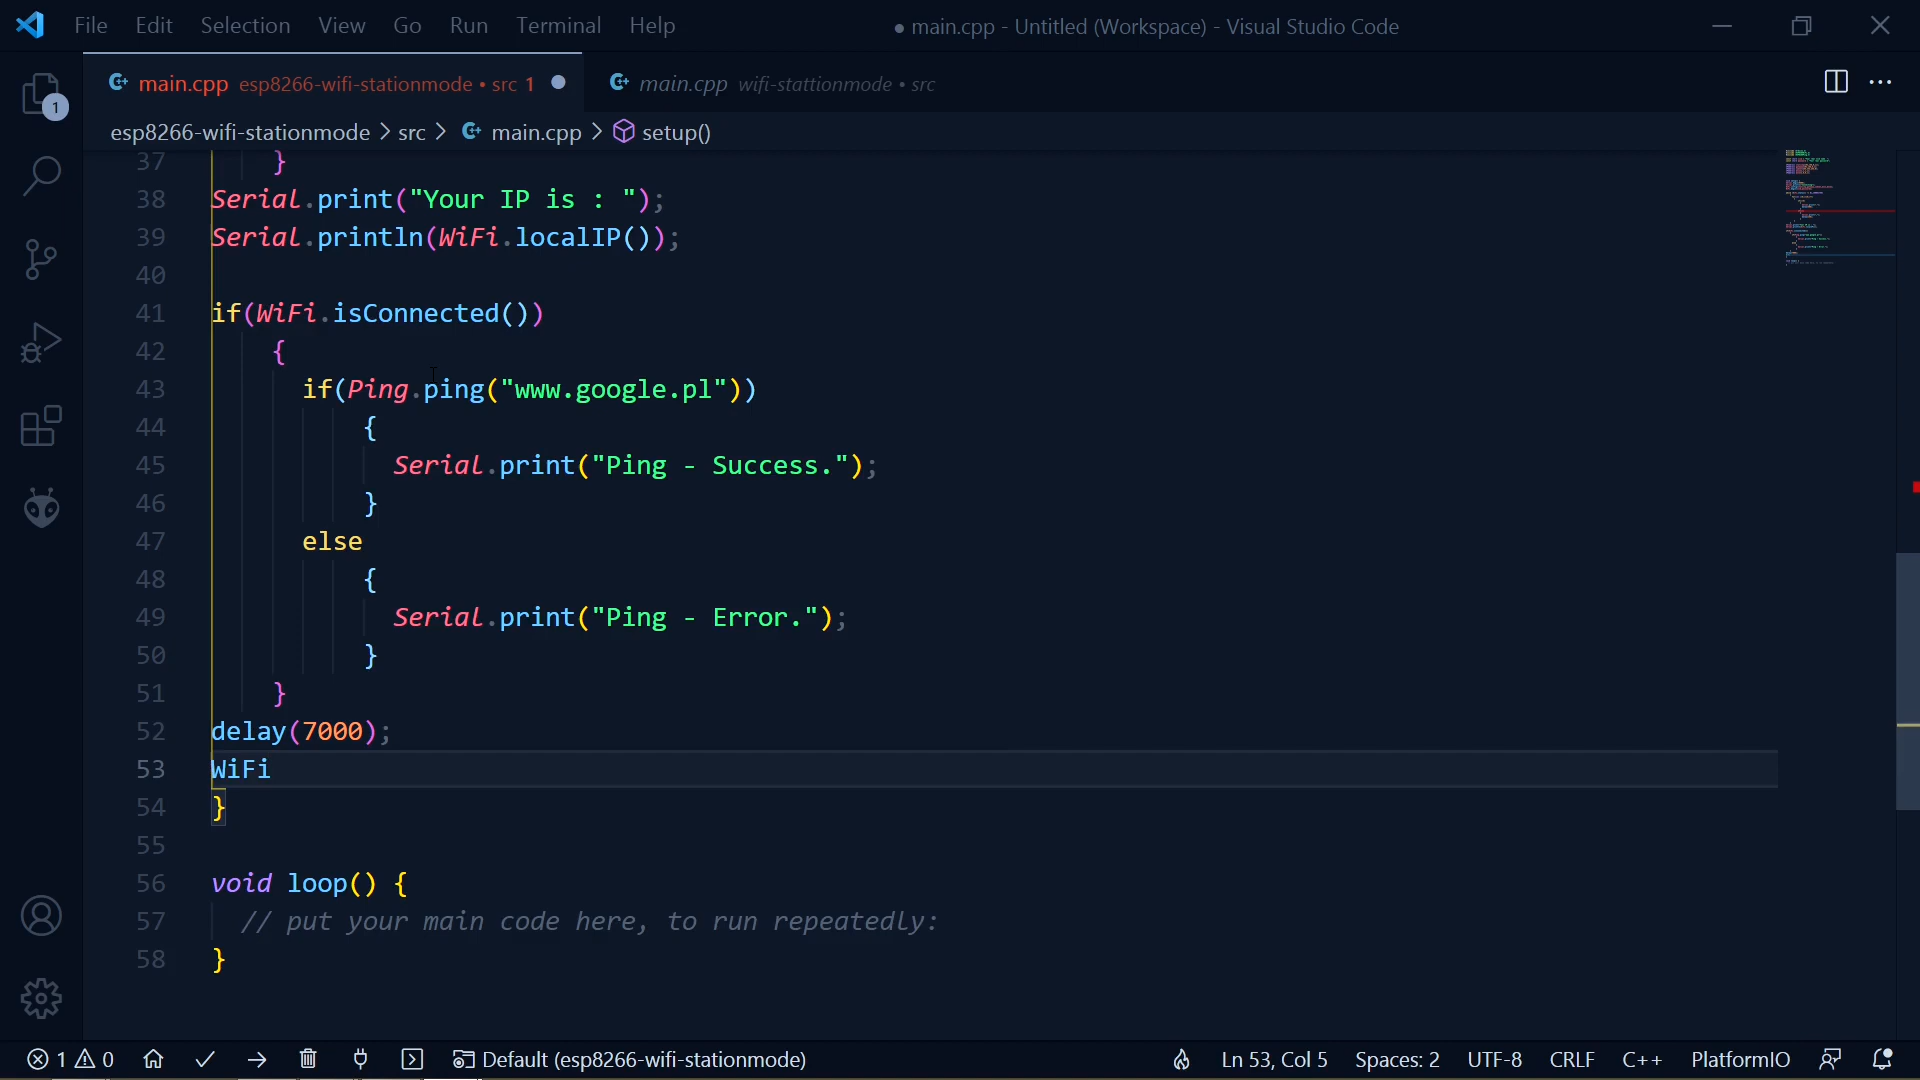 File Edit Selection View Go Run Terminal Help
● main.cpp - Untitled (Workspace) - Visual Studio Code
main.cpp esp8266-wifi-stationmode • src 1
main.cpp wifi-stattionmode • src
esp8266-wifi-stationmode > src > main.cpp > setup()
1
37 }
38 Serial.print("Your IP is : ");
39 Serial.println(WiFi.localIP());
40
41 if(WiFi.isConnected())
42 {
43 if(Ping.ping("www.google.pl"))
44 {
45 Serial.print("Ping - Success.");
46 }
47 else
48 {
49 Serial.print("Ping - Error.");
50 }
51 }
52 delay(7000);
53 WiFi
54 }
55
56 void loop() {
57 // put your main code here, to run repeatedly:
58 }
1 0 Default (esp8266-wifi-stationmode) Ln 53, Col 5 Spaces: 2 UTF-8 CRLF C++ PlatformIO